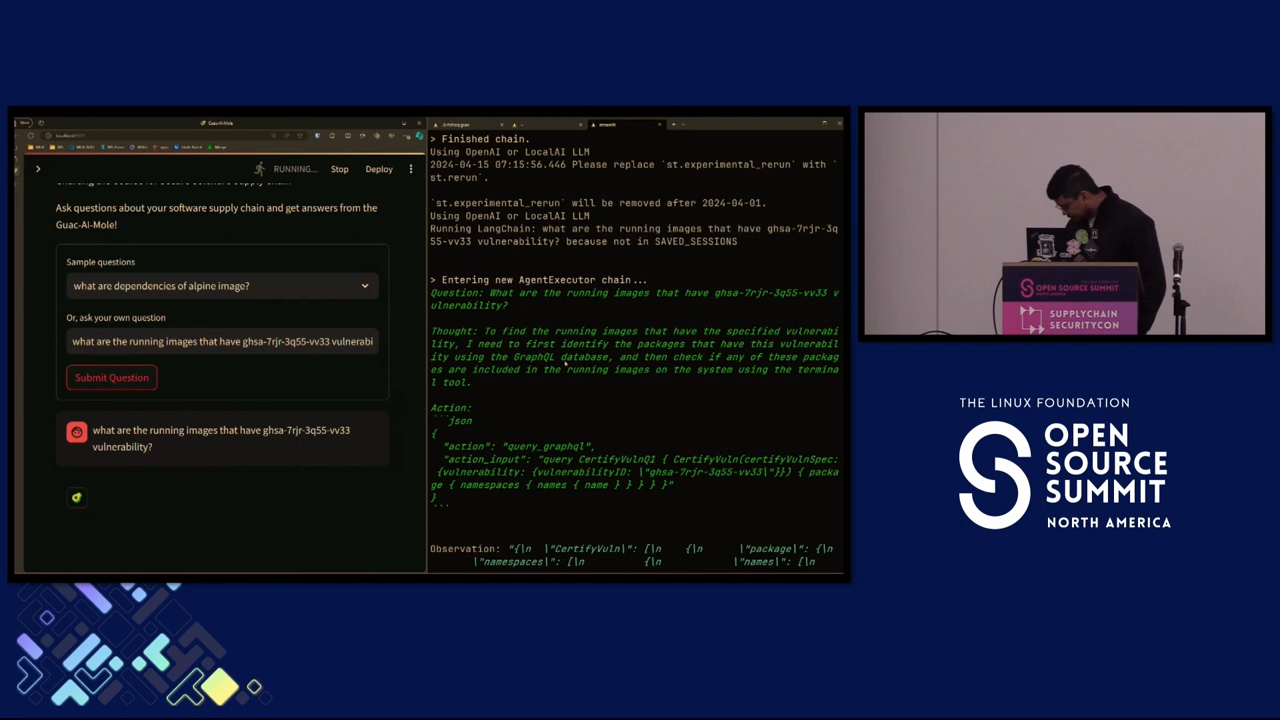 Guac-AI-Mole
RUNNING...
Stop
Deploy
Ask questions about your software supply chain and get answers from the
Guac-AI-Mole!
Sample questions
what are dependencies of alpine image?
Or, ask your own question
what are the running images that have ghsa-7rjr-3q55-vv33 vulnerabi
Submit Question
what are the running images that have ghsa-7rjr-3q55-vv33
vulnerability?
> Finished chain.
Using OpenAI or LocalAI LLM
2024-04-15 07:15:56.446 Please replace `st.experimental_rerun` with `
st.rerun`.
`st.experimental_rerun` will be removed after 2024-04-01.
Using OpenAI or LocalAI LLM
Running LangChain: what are the running images that have ghsa-7rjr-3q
55-vv33 vulnerability? because not in SAVED_SESSIONS
> Entering new AgentExecutor chain...
Question: What are the running images that have ghsa-7rjr-3q55-vv33 v
ulnerability?
Thought: To find the running images that have the specified vulnerabi
lity, I need to first identify the packages that have this vulnerabil
ity using the GraphQL database, and then check if any of these packag
es are included in the running images on the system using the termina
l tool.
Action:
```json
{
"action": "query_graphql",
"action_input": "query CertifyVulnQ1 { CertifyVuln(certifyVulnSpec:
{vulnerability: {vulnerabilityID: \"ghsa-7rjr-3q55-vv33\"}}) { packa
ge { namespaces { names { name } } } } }"
}
```
Observation: "{\n \"CertifyVuln\": [\n {\n \"package\": {\n
\"namespaces\": [\n {\n \"names\": [\n
OPEN SOURCE SUMMIT
SUPPLYCHAIN
SECURITYCON
THE LINUX FOUNDATION
OPEN
SOURCE
SUMMIT
NORTH AMERICA